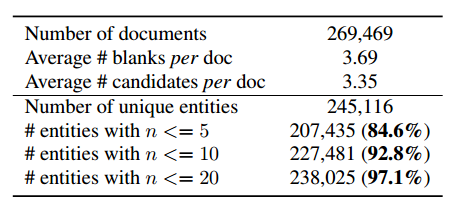 Number of documents 269,469
Average # blanks per doc 3.69
Average # candidates per doc 3.35
Number of unique entities 245,116
# entities with n <= 5 207,435 (84.6%)
# entities with n <= 10 227,481 (92.8%)
# entities with n <= 20 238,025 (97.1%)